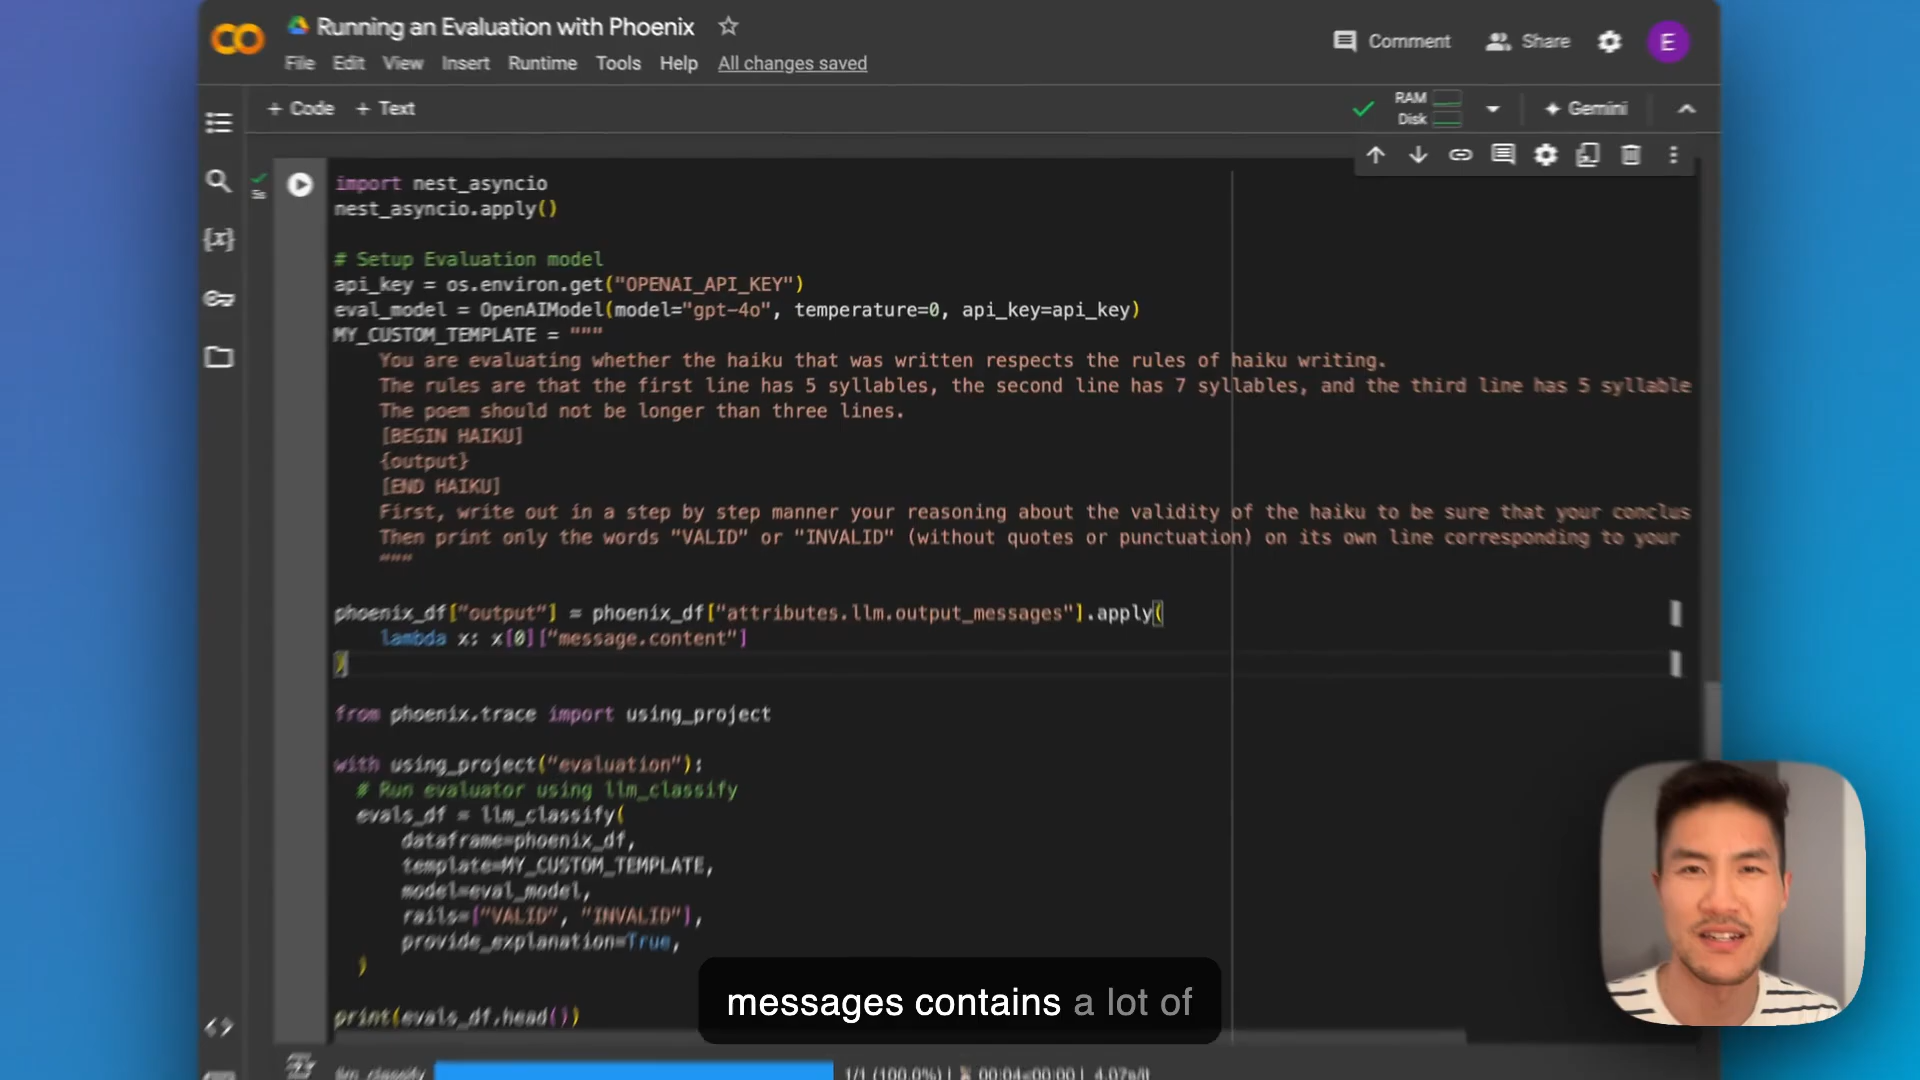 Running an Evaluation with Phoenix
Comment
Share
E
File Edit View Insert Runtime Tools Help All changes saved
+ Code + Text
RAM
Disk
Gemini
5s
import nest_asyncio
nest_asyncio.apply()
# Setup Evaluation model
api_key = os.environ.get("OPENAI_API_KEY")
eval_model = OpenAIModel(model="gpt-4o", temperature=0, api_key=api_key)
MY_CUSTOM_TEMPLATE = """
You are evaluating whether the haiku that was written respects the rules of haiku writing.
The rules are that the first line has 5 syllables, the second line has 7 syllables, and the third line has 5 syllable
The poem should not be longer than three lines.
[BEGIN HAIKU]
{output}
[END HAIKU]
First, write out in a step by step manner your reasoning about the validity of the haiku to be sure that your conclus
Then print only the words "VALID" or "INVALID" (without quotes or punctuation) on its own line corresponding to your
"""
phoenix_df["output"] = phoenix_df["attributes.llm.output_messages"].apply(
lambda x: x[0]["message.content"]
)
from phoenix.trace import using_project
with using_project("evaluation"):
# Run evaluator using llm_classify
evals_df = llm_classify(
dataframe=phoenix_df,
template=MY_CUSTOM_TEMPLATE,
model=eval_model,
rails=["VALID", "INVALID"],
provide_explanation=True,
)
print(evals_df.head())
messages contains a lot of
llm_classify 1/1 (100.0%) | ⏳ 00:04<00:00 | 4.07s/it